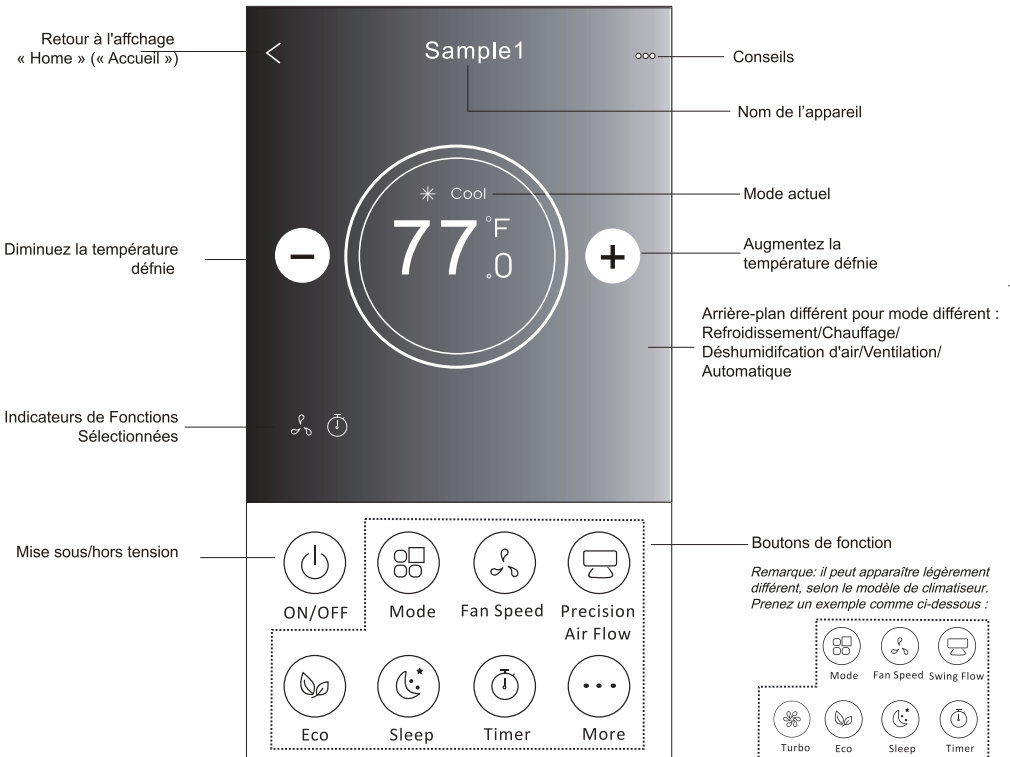 Retour à l'affchage
« Home » (« Accueil »)
Sample1
Conseils
Nom de l'appareil
Cool
Mode actuel
77 °F
.0
Diminuez la température
défnie
−
+
Augmentez la
température défnie
Arrière-plan différent pour mode différent :
Refroidissement/Chauffage/
Déshumidifcation d'air/Ventilation/
Automatique
Indicateurs de Fonctions
Sélectionnées
Mise sous/hors tension
ON/OFF
Mode
Fan Speed
Precision
Air Flow
Eco
Sleep
Timer
More
Boutons de fonction
Remarque: il peut apparaître légèrement
différent, selon le modèle de climatiseur.
Prenez un exemple comme ci-dessous :
Mode
Fan Speed
Swing Flow
Turbo
Eco
Sleep
Timer